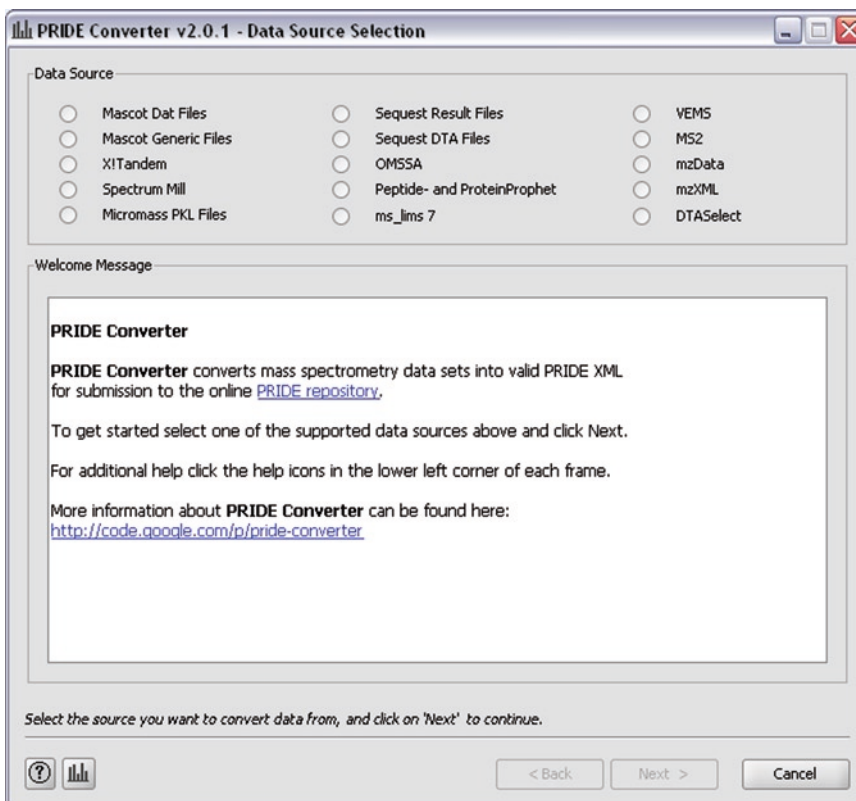 PRIDE Converter v2.0.1 - Data Source Selection
Data Source
Mascot Dat Files
Mascot Generic Files
X!Tandem
Spectrum Mill
Micromass PKL Files
Sequest Result Files
Sequest DTA Files
OMSSA
Peptide- and ProteinProphet
ms_lims 7
VEMS
MS2
mzData
mzXML
DTASelect
Welcome Message
PRIDE Converter
PRIDE Converter converts mass spectrometry data sets into valid PRIDE XML
for submission to the online PRIDE repository.
To get started select one of the supported data sources above and click Next.
For additional help click the help icons in the lower left corner of each frame.
More information about PRIDE Converter can be found here:
http://code.google.com/p/pride-converter
Select the source you want to convert data from, and click on 'Next' to continue.
?
< Back
Next >
Cancel